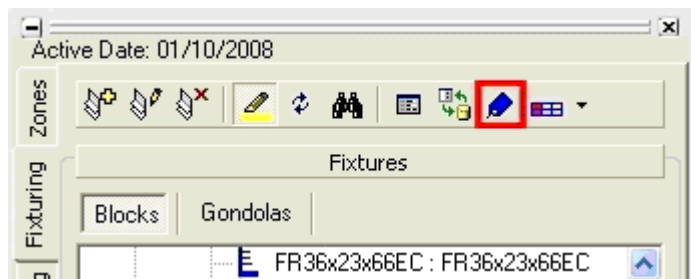 Active Date: 01/10/2008
Zones
Fixturing
Fixtures
Blocks Gondolas
FR36x23x66EC : FR36x23x66EC